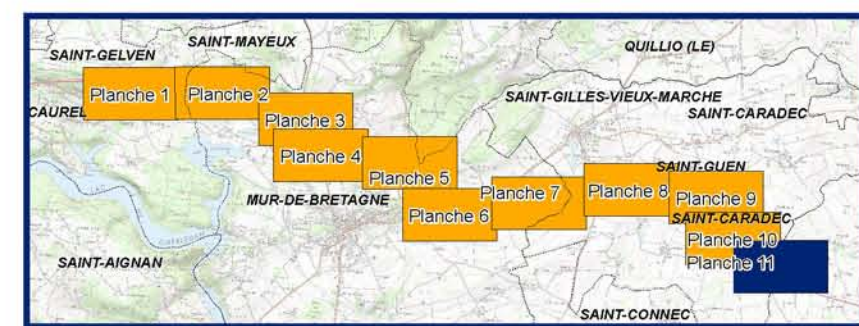 SAINT-MAYEUX
QUILLIO (LE)
SAINT-GELVEN
Planche 1
Planche 2
SAINT-GILLES-VIEUX-MARCHE
CAUREL
Planche 3
SAINT-CARADEC
Planche 4
SAINT-GUEN
Planche 5
Planche 7
Planche 8
Planche 9
MUR-DE-BRETAGNE
Planche 6
SAINT-CARADEC
Planche 10
SAINT-AIGNAN
Planche 11
SAINT-CONNEC